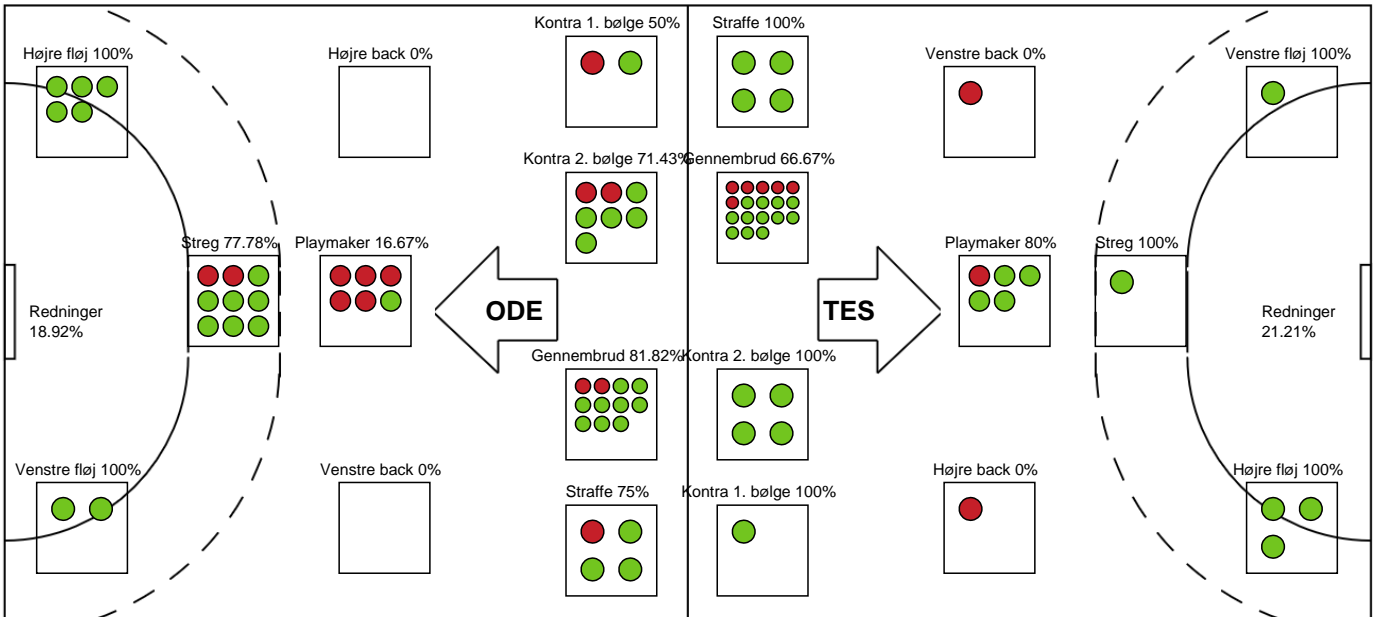 Kontra 1. bølge 50%
Straffe 100%
Højre fløj 100%
Højre back 0%
Venstre back 0%
Venstre fløj 100%
Kontra 2. bølge 71.43%
Gennembrud 66.67%
Streg 77.78%
Playmaker 16.67%
Playmaker 80%
Streg 100%
Redninger
18.92%
ODE
TES
Redninger
21.21%
Gennembrud 81.82%
Kontra 2. bølge 100%
Venstre fløj 100%
Venstre back 0%
Højre back 0%
Højre fløj 100%
Straffe 75%
Kontra 1. bølge 100%